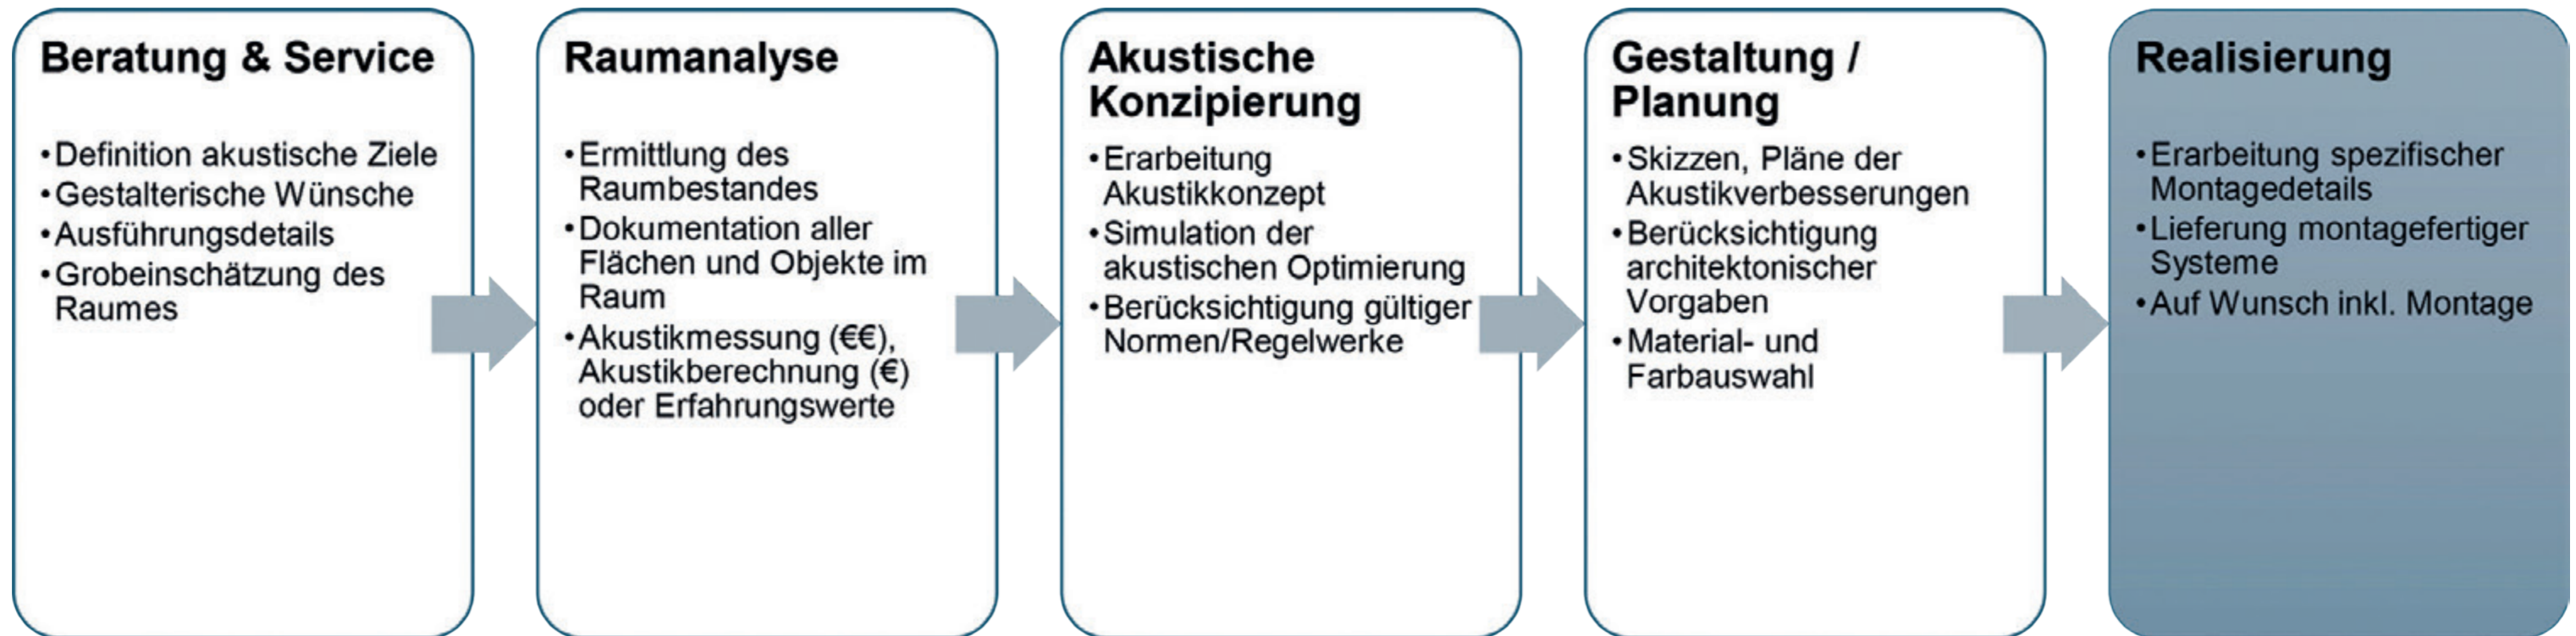 Beratung & Service
•Definition akustische Ziele
•Gestalterische Wünsche
•Ausführungsdetails
•Grobeinschätzung des
Raumes
Raumanalyse
•Ermittlung des
Raumbestandes
•Dokumentation aller
Flächen und Objekte im
Raum
•Akustikmessung (€€),
Akustikberechnung (€)
oder Erfahrungswerte
Akustische
Konzipierung
•Erarbeitung
Akustikkonzept
•Simulation der
akustischen Optimierung
•Berücksichtigung gültiger
Normen/Regelwerke
Gestaltung /
Planung
•Skizzen, Pläne der
Akustikverbesserungen
•Berücksichtigung
architektonischer
Vorgaben
•Material- und
Farbauswahl
Realisierung
•Erarbeitung spezifischer
Montagedetails
•Lieferung montagefertiger
Systeme
•Auf Wunsch inkl. Montage